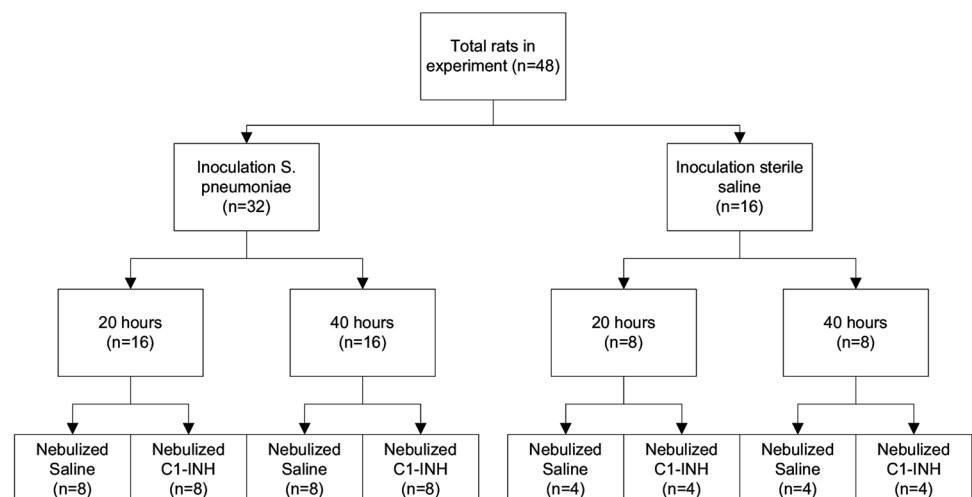 Total rats in
experiment (n=48)
Inoculation S.
pneumoniae
(n=32)
Inoculation sterile
saline
(n=16)
20 hours
(n=16)
40 hours
(n=16)
20 hours
(n=8)
40 hours
(n=8)
Nebulized
Saline
(n=8)
Nebulized
C1-INH
(n=8)
Nebulized
Saline
(n=8)
Nebulized
C1-INH
(n=8)
Nebulized
Saline
(n=4)
Nebulized
C1-INH
(n=4)
Nebulized
Saline
(n=4)
Nebulized
C1-INH
(n=4)